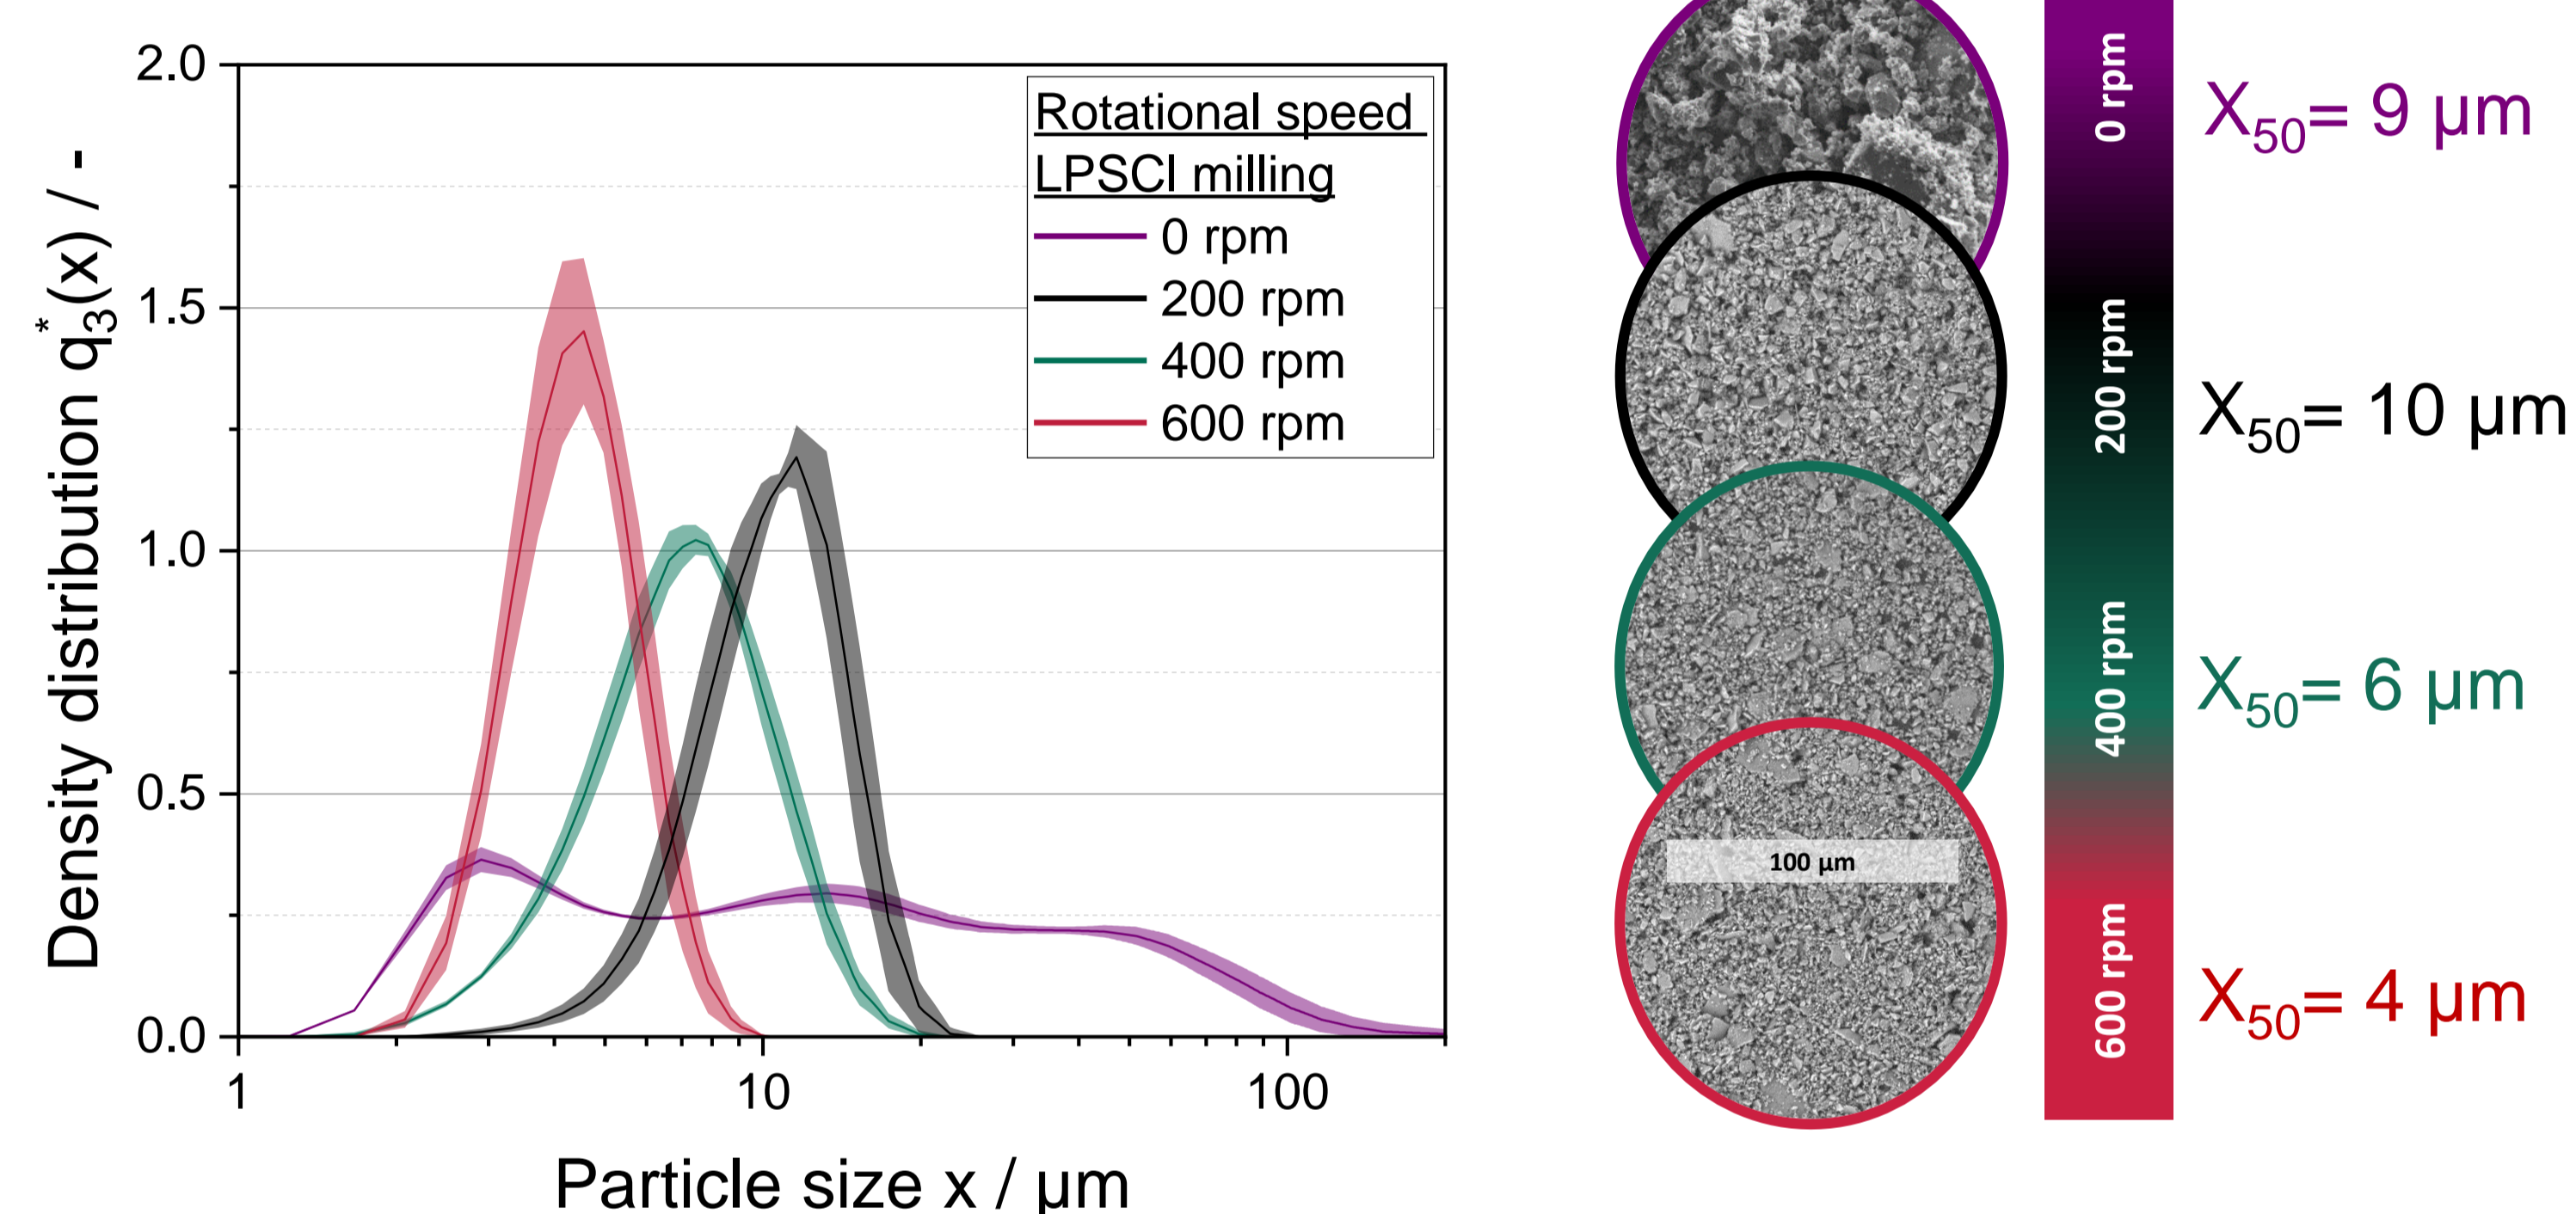 2.0
1.5
1.0
0.5
0.0
1
10
100
Density distribution q*3(x) / -
Particle size x / µm
Rotational speed
LPSCl milling
0 rpm
200 rpm
400 rpm
600 rpm
100 µm
0 rpm
200 rpm
400 rpm
600 rpm
X50= 9 µm
X50= 10 µm
X50= 6 µm
X50= 4 µm